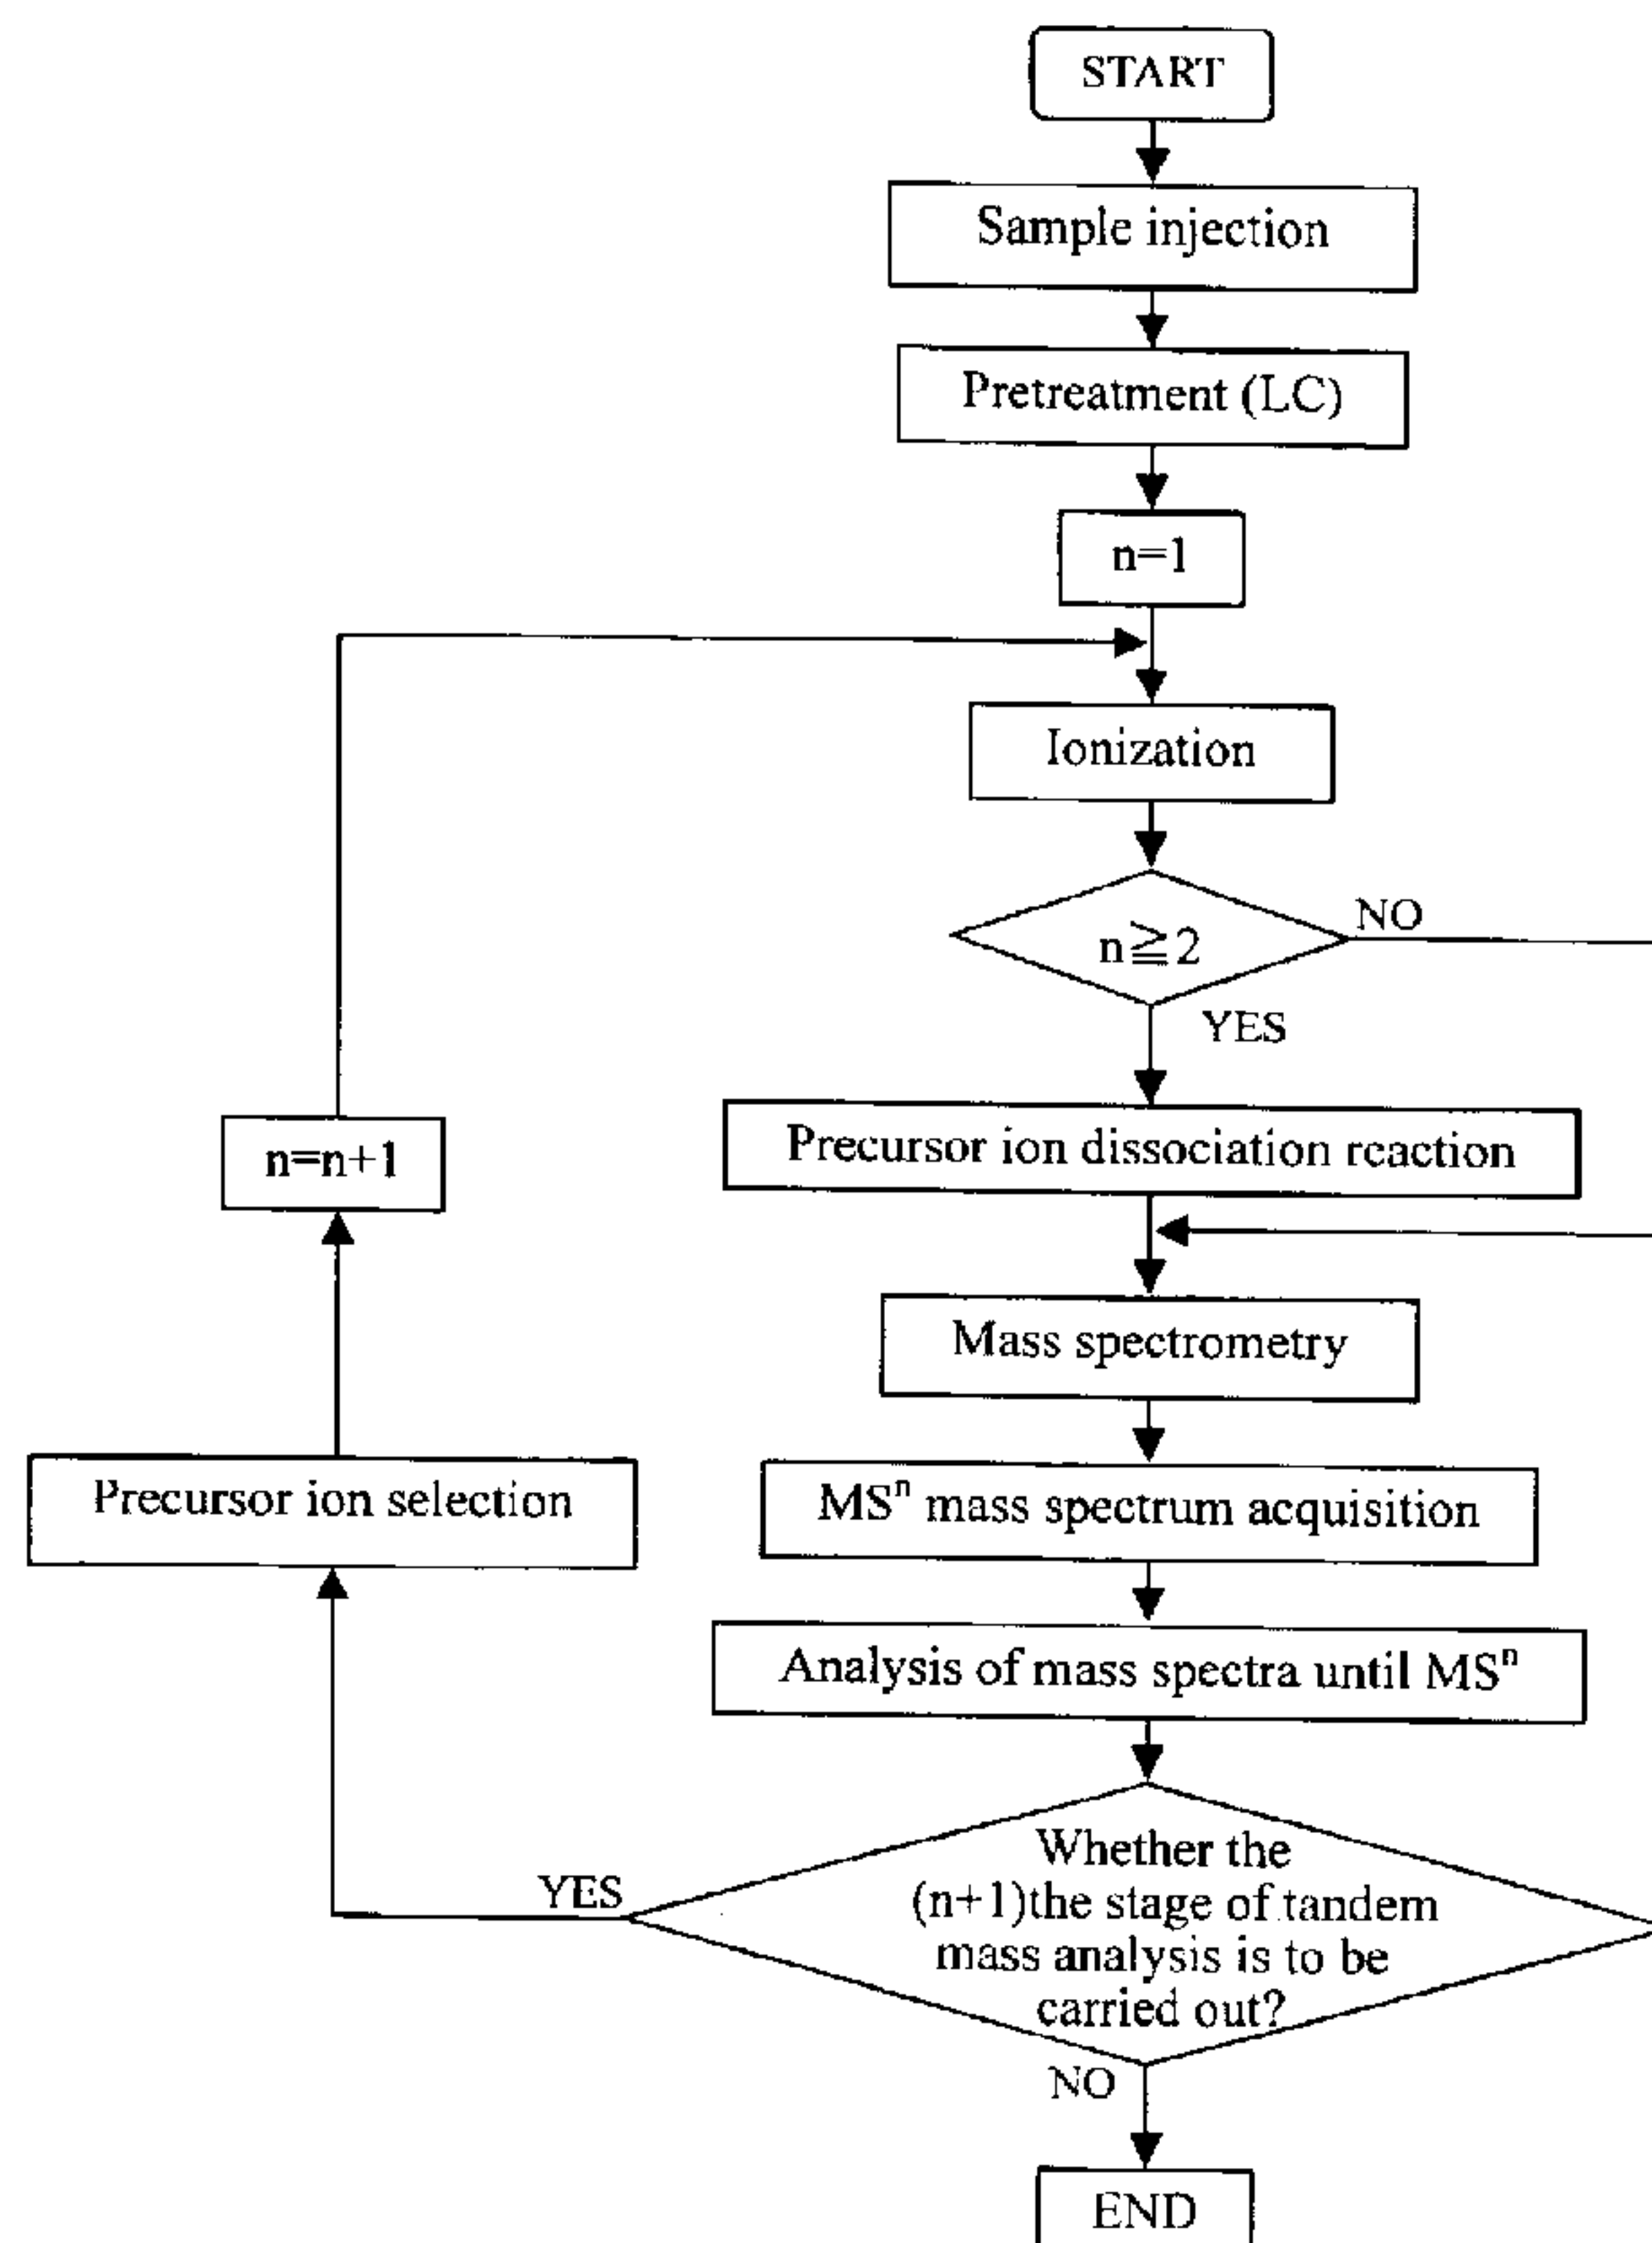 START
Sample injection
Pretreatment (LC)
n=1
Ionization
n≧2
NO
YES
Precursor ion dissociation reaction
n=n+1
Mass spectrometry
Precursor ion selection
MSⁿ mass spectrum acquisition
Analysis of mass spectra until MSⁿ
Whether the
(n+1)the stage of tandem
mass analysis is to be
carried out?
YES
NO
END